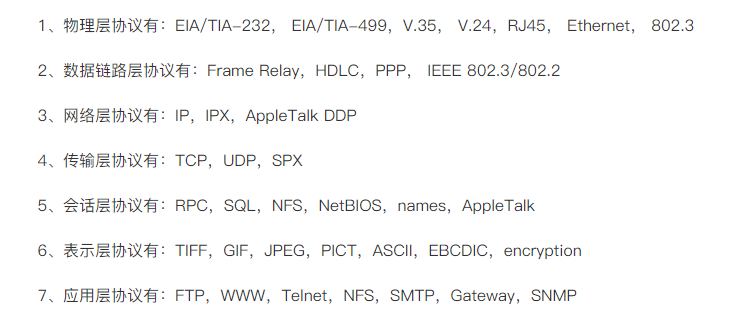 1、物理层协议有：EIA/TIA-232， EIA/TIA-499，V.35， V.24，RJ45， Ethernet， 802.3
2、数据链路层协议有：Frame Relay，HDLC，PPP， IEEE 802.3/802.2
3、网络层协议有：IP，IPX，AppleTalk DDP
4、传输层协议有：TCP，UDP，SPX
5、会话层协议有：RPC，SQL，NFS，NetBIOS，names，AppleTalk
6、表示层协议有：TIFF，GIF，JPEG，PICT，ASCII，EBCDIC，encryption
7、应用层协议有：FTP，WWW，Telnet，NFS，SMTP，Gateway，SNMP